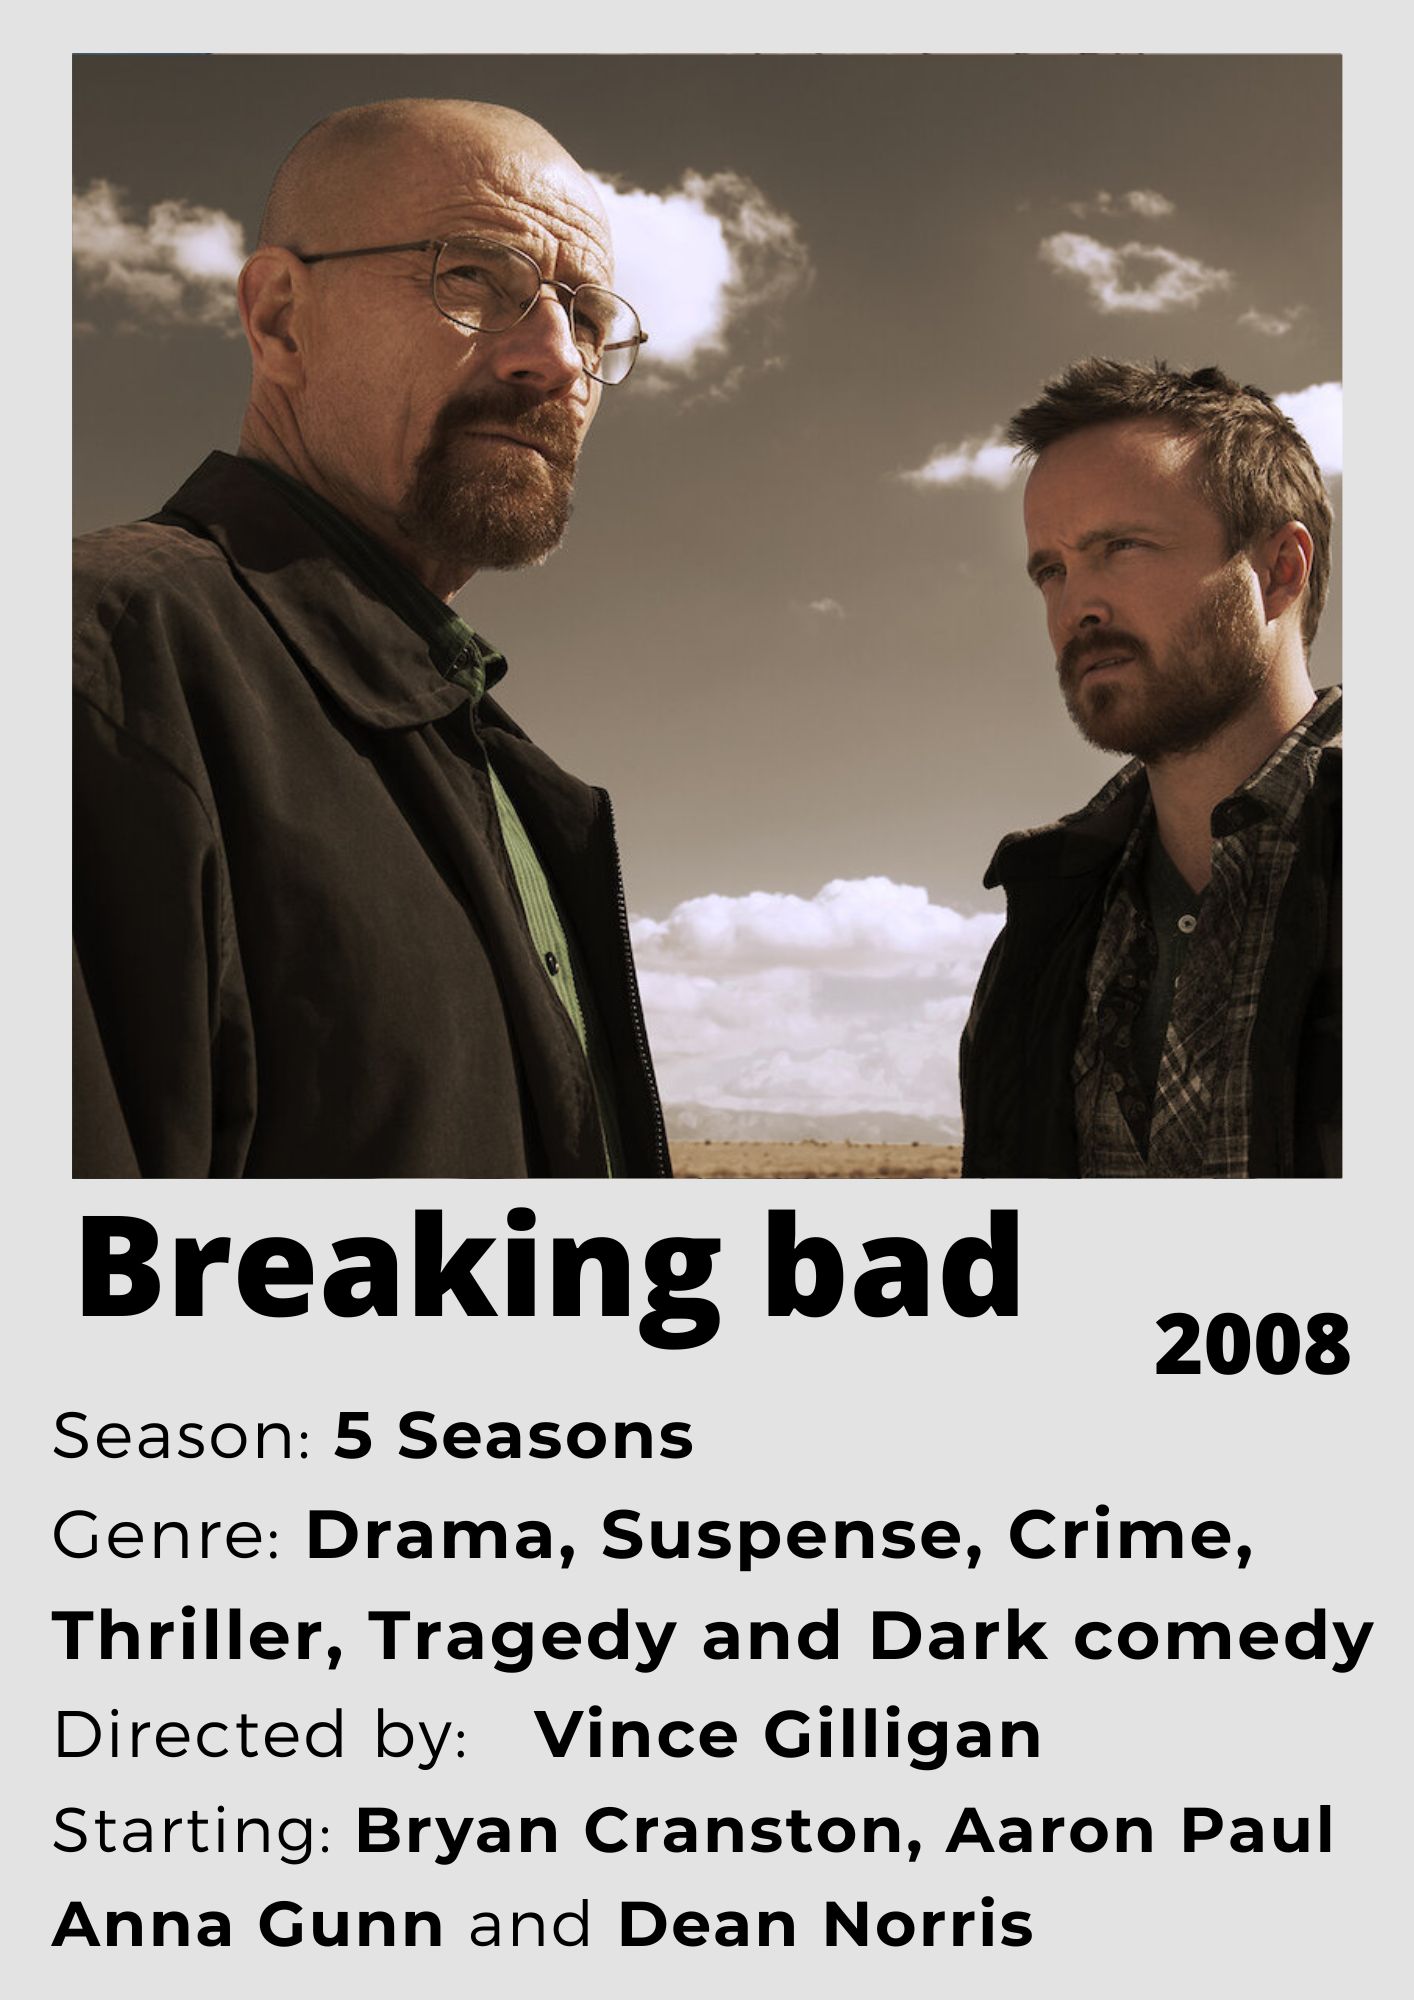 Breaking bad
2008
Season: 5 Seasons
Genre: Drama, Suspense, Crime,
Thriller, Tragedy and Dark comedy
Directed by: Vince Gilligan
Starting: Bryan Cranston, Aaron Paul
Anna Gunn and Dean Norris